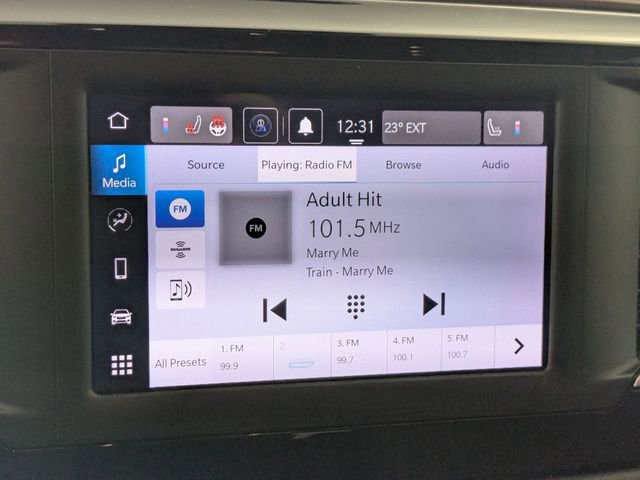 12:31 23° EXT
Media
Source Playing: Radio FM Browse Audio
FM
SiriusXM
FM
Adult Hit
101.5 MHz
Marry Me
Train - Marry Me
All Presets
1. FM
99.9
2
3. FM
99.7
4. FM
100.1
5. FM
100.7